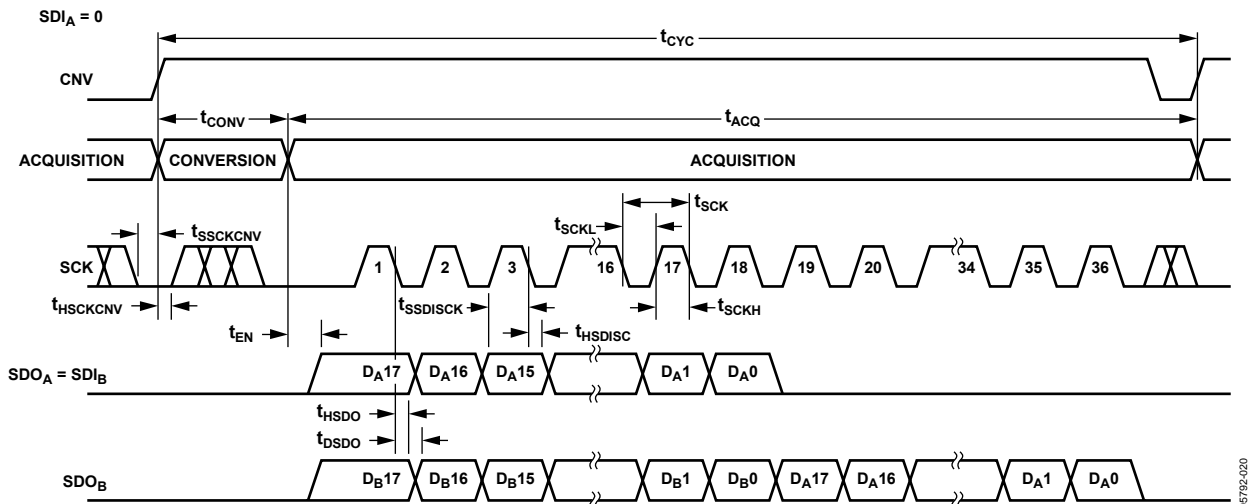 SDIA = 0
tCYC
CNV
tCONV
tACQ
ACQUISITION
CONVERSION
ACQUISITION
tSCK
tSCKL
tSSCKCNV
SCK
1 2 3 16 17 18 19 20 34 35 36
tHSCKCNV
tSSDISCK
tSCKH
tEN
tHSDISC
SDOA = SDIB
DA17 DA16 DA15 DA1 DA0
tHSDO
tDSDO
SDOB
DB17 DB16 DB15 DB1 DB0 DA17 DA16 DA1 DA0
5792-020